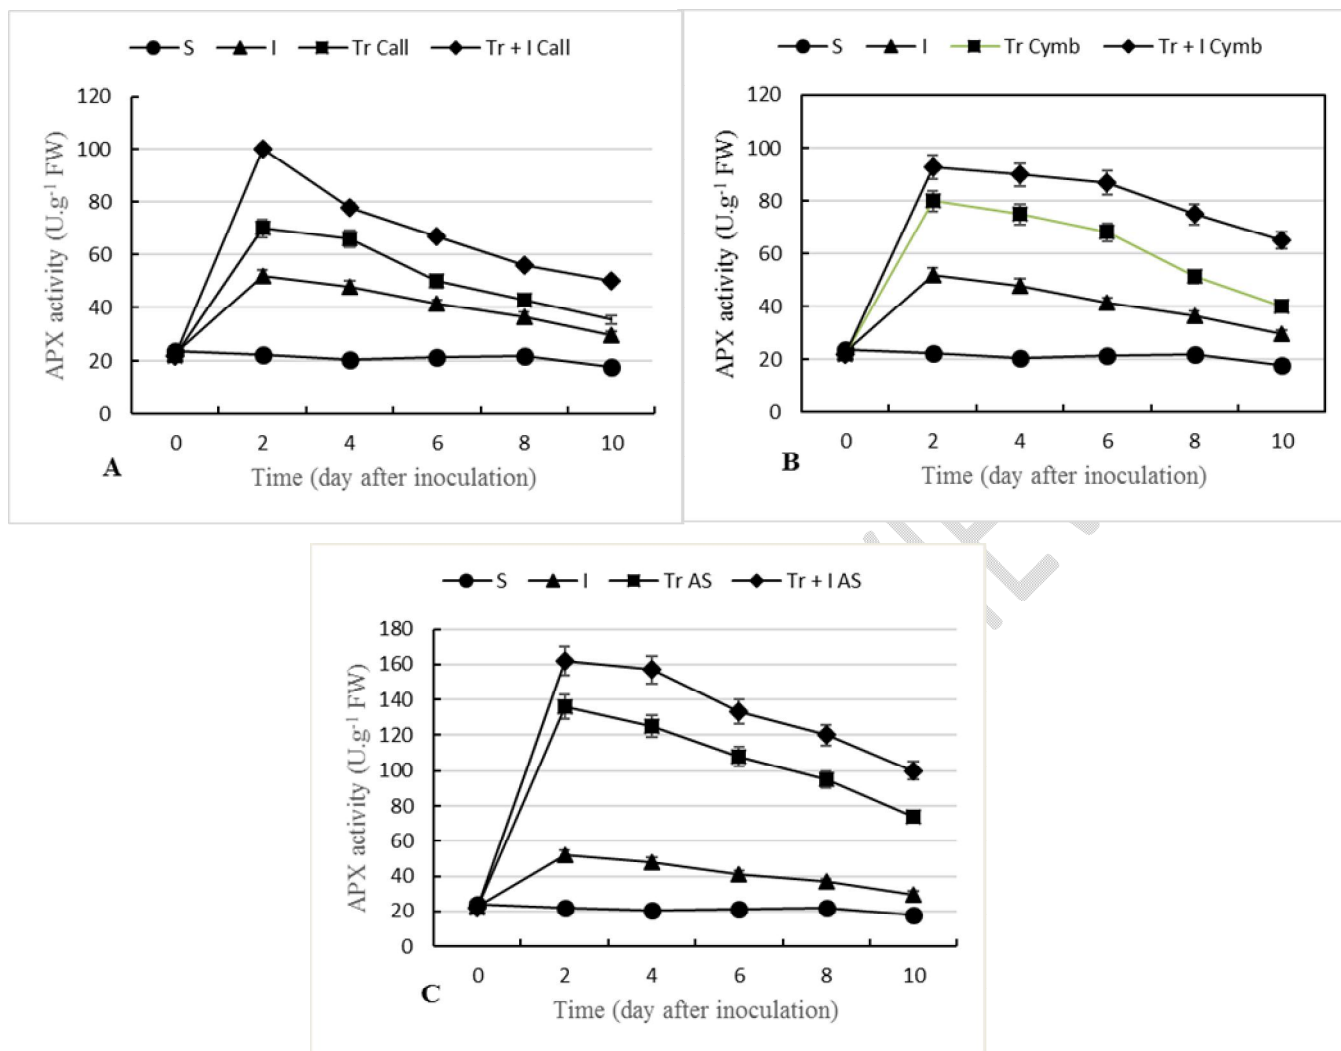 S I Tr Call Tr + I Call
120
100
80
60
40
20
0
APX activity (U.g⁻¹ FW)
0 2 4 6 8 10
A
Time (day after inoculation)
S I Tr Cymb Tr + I Cymb
120
100
80
60
40
20
0
APX activity (U.g⁻¹ FW)
0 2 4 6 8 10
B
Time (day after inoculation)
S I Tr AS Tr + I AS
180
160
140
120
100
80
60
40
20
0
APX activity (U.g⁻¹ FW)
0 2 4 6 8 10
C
Time (day after inoculation)